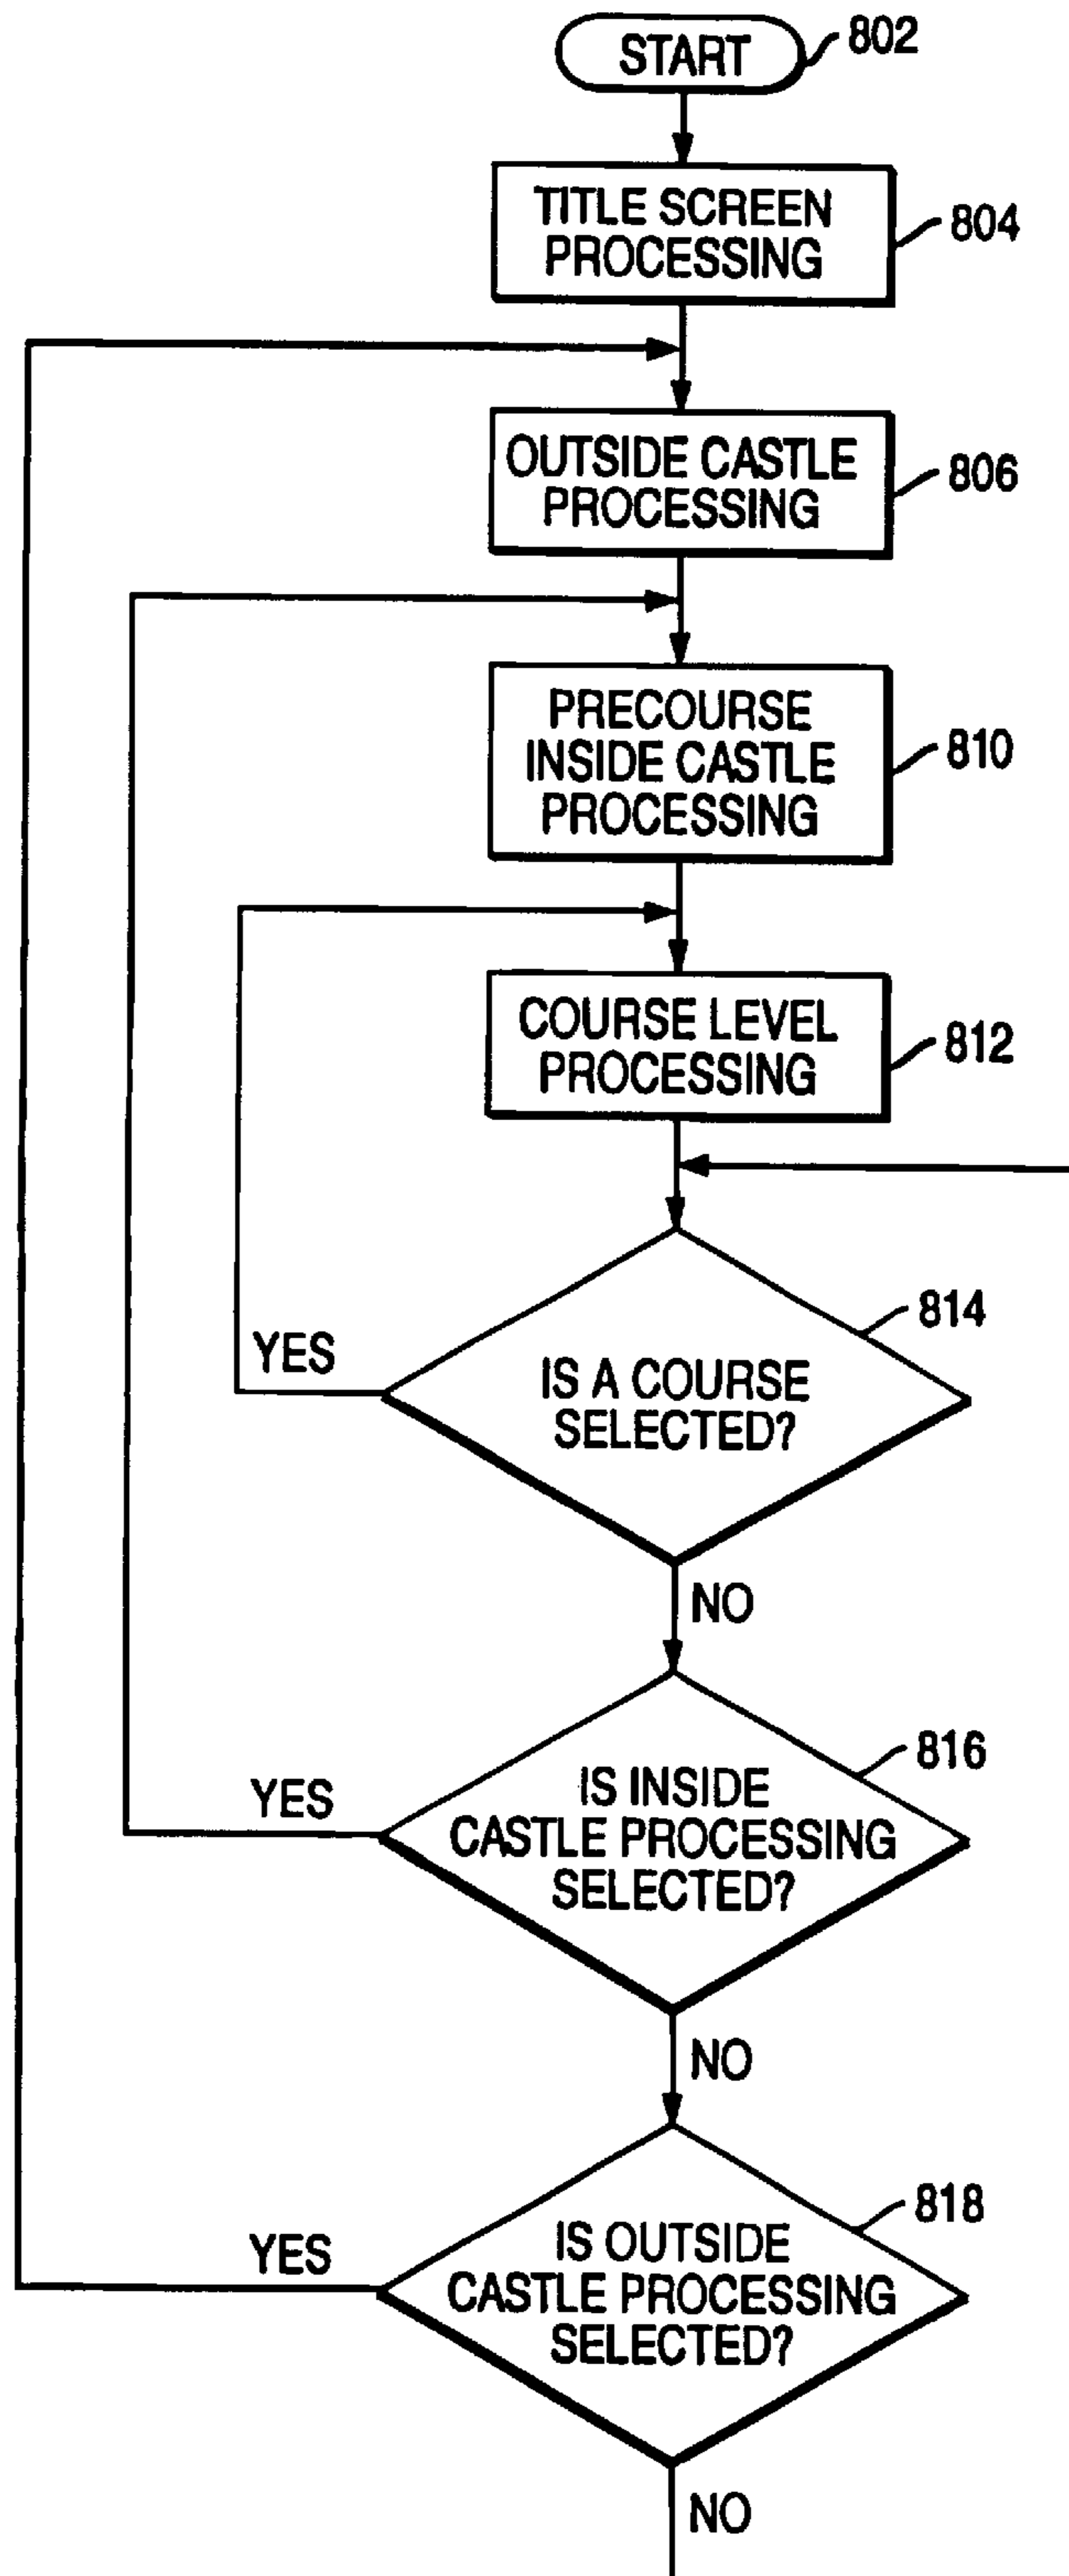 START
802
TITLE SCREEN
PROCESSING
804
OUTSIDE CASTLE
PROCESSING
806
PRECOURSE
INSIDE CASTLE
PROCESSING
810
COURSE LEVEL
PROCESSING
812
814
YES
IS A COURSE
SELECTED?
NO
816
YES
IS INSIDE
CASTLE PROCESSING
SELECTED?
NO
818
YES
IS OUTSIDE
CASTLE PROCESSING
SELECTED?
NO